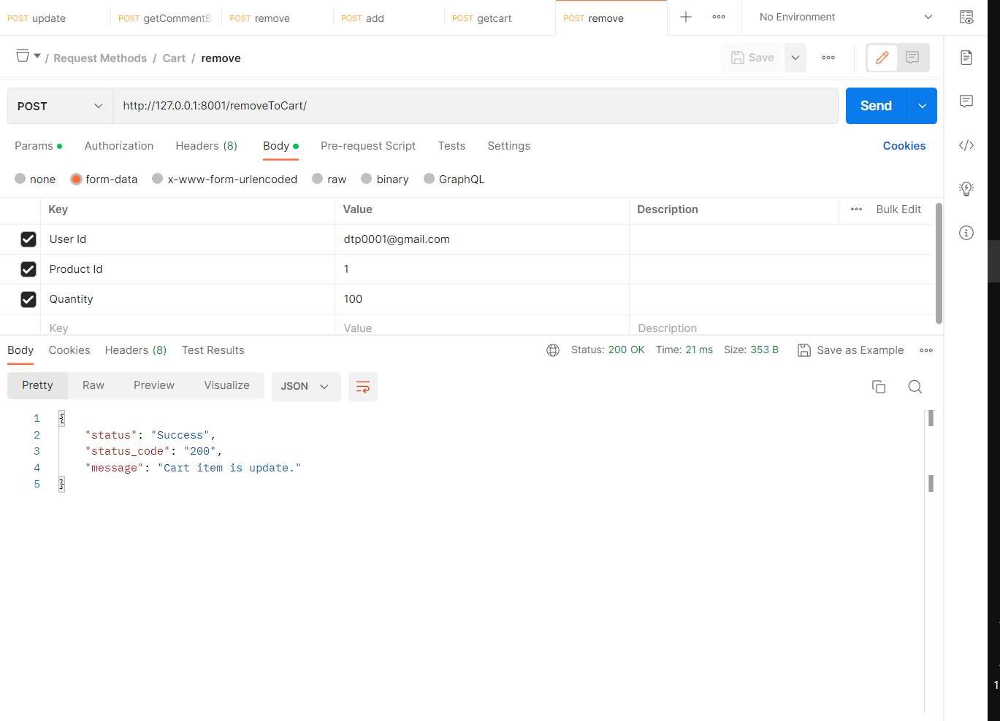 POST update POST getCommentB POST remove POST add POST getcart POST remove No Environment
/ Request Methods / Cart / remove Save
POST http://127.0.0.1:8001/removeToCart/ Send
Params Authorization Headers (8) Body Pre-request Script Tests Settings Cookies
none form-data x-www-form-urlencoded raw binary GraphQL
Key Value Description Bulk Edit
User Id dtp0001@gmail.com
Product Id 1
Quantity 100
Key Value Description
Body Cookies Headers (8) Test Results Status: 200 OK Time: 21 ms Size: 353 B Save as Example
Pretty Raw Preview Visualize JSON
1 {
2 "status": "Success",
3 "status_code": "200",
4 "message": "Cart item is update."
5 }
1